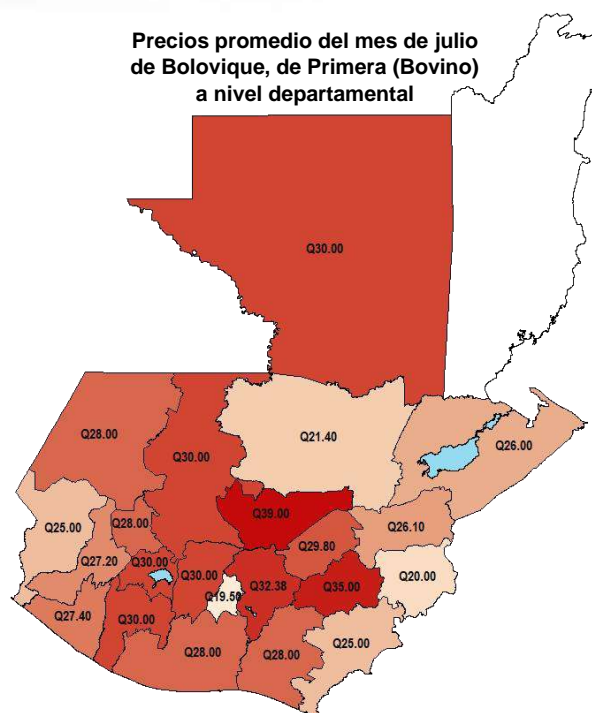 Precios promedio del mes de julio
de Bolovique, de Primera (Bovino)
a nivel departamental
Q30.00
Q28.00
Q30.00
Q21.40
Q26.00
Q39.00
Q25.00
Q28.00
Q26.10
Q29.80
Q27.20
Q30.00
Q30.00
Q32.38
Q35.00
Q20.00
Q19.50
Q27.40
Q30.00
Q28.00
Q28.00
Q25.00